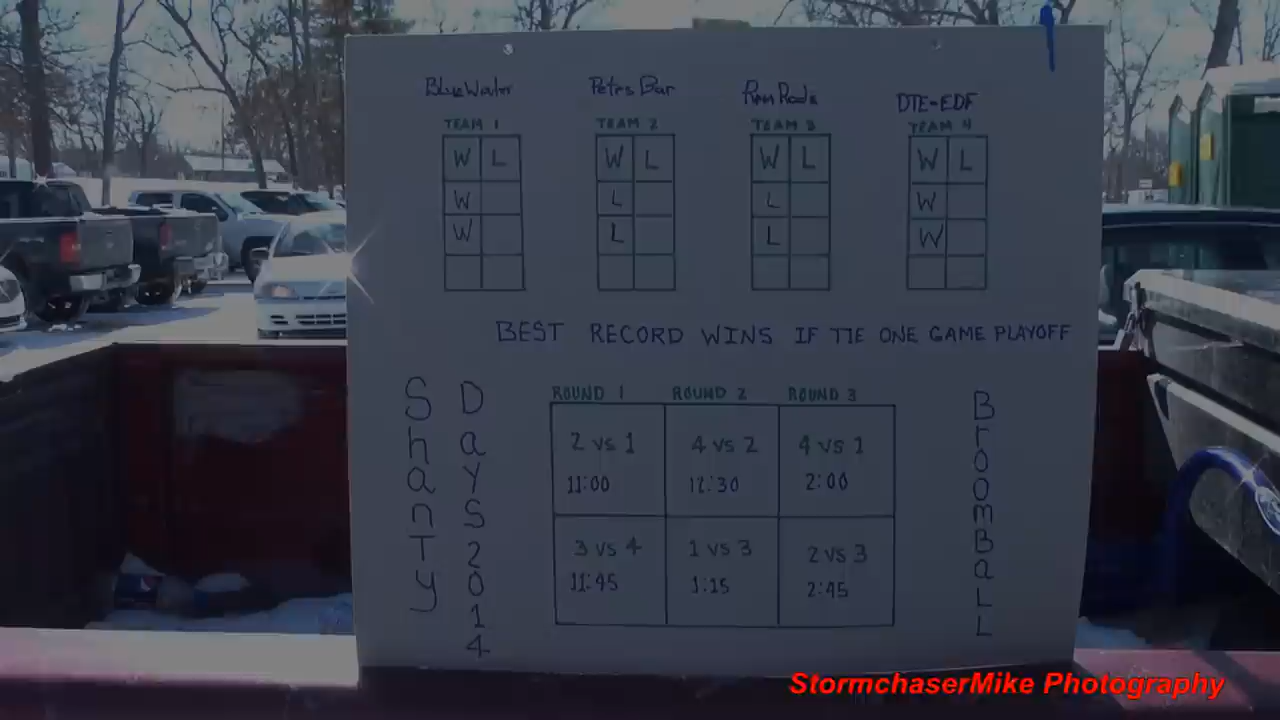 BlueWater
Petes Bar
DTE-EDF
TEAM 1
TEAM 2
TEAM 3
TEAM 4
W L
W L
W L
W L
W
L
L
W
W
L
L
W
BEST RECORD WINS IF TIE ONE GAME PLAYOFF
ShanTy
DayS 2014
ROUND 1 ROUND 2 ROUND 3
2 vs 1
11:00
4 vs 2
12:30
4 vs 1
2:00
3 vs 4
11:45
1 vs 3
1:15
2 vs 3
2:45
BrOOmBaLL
StormchaserMike Photography